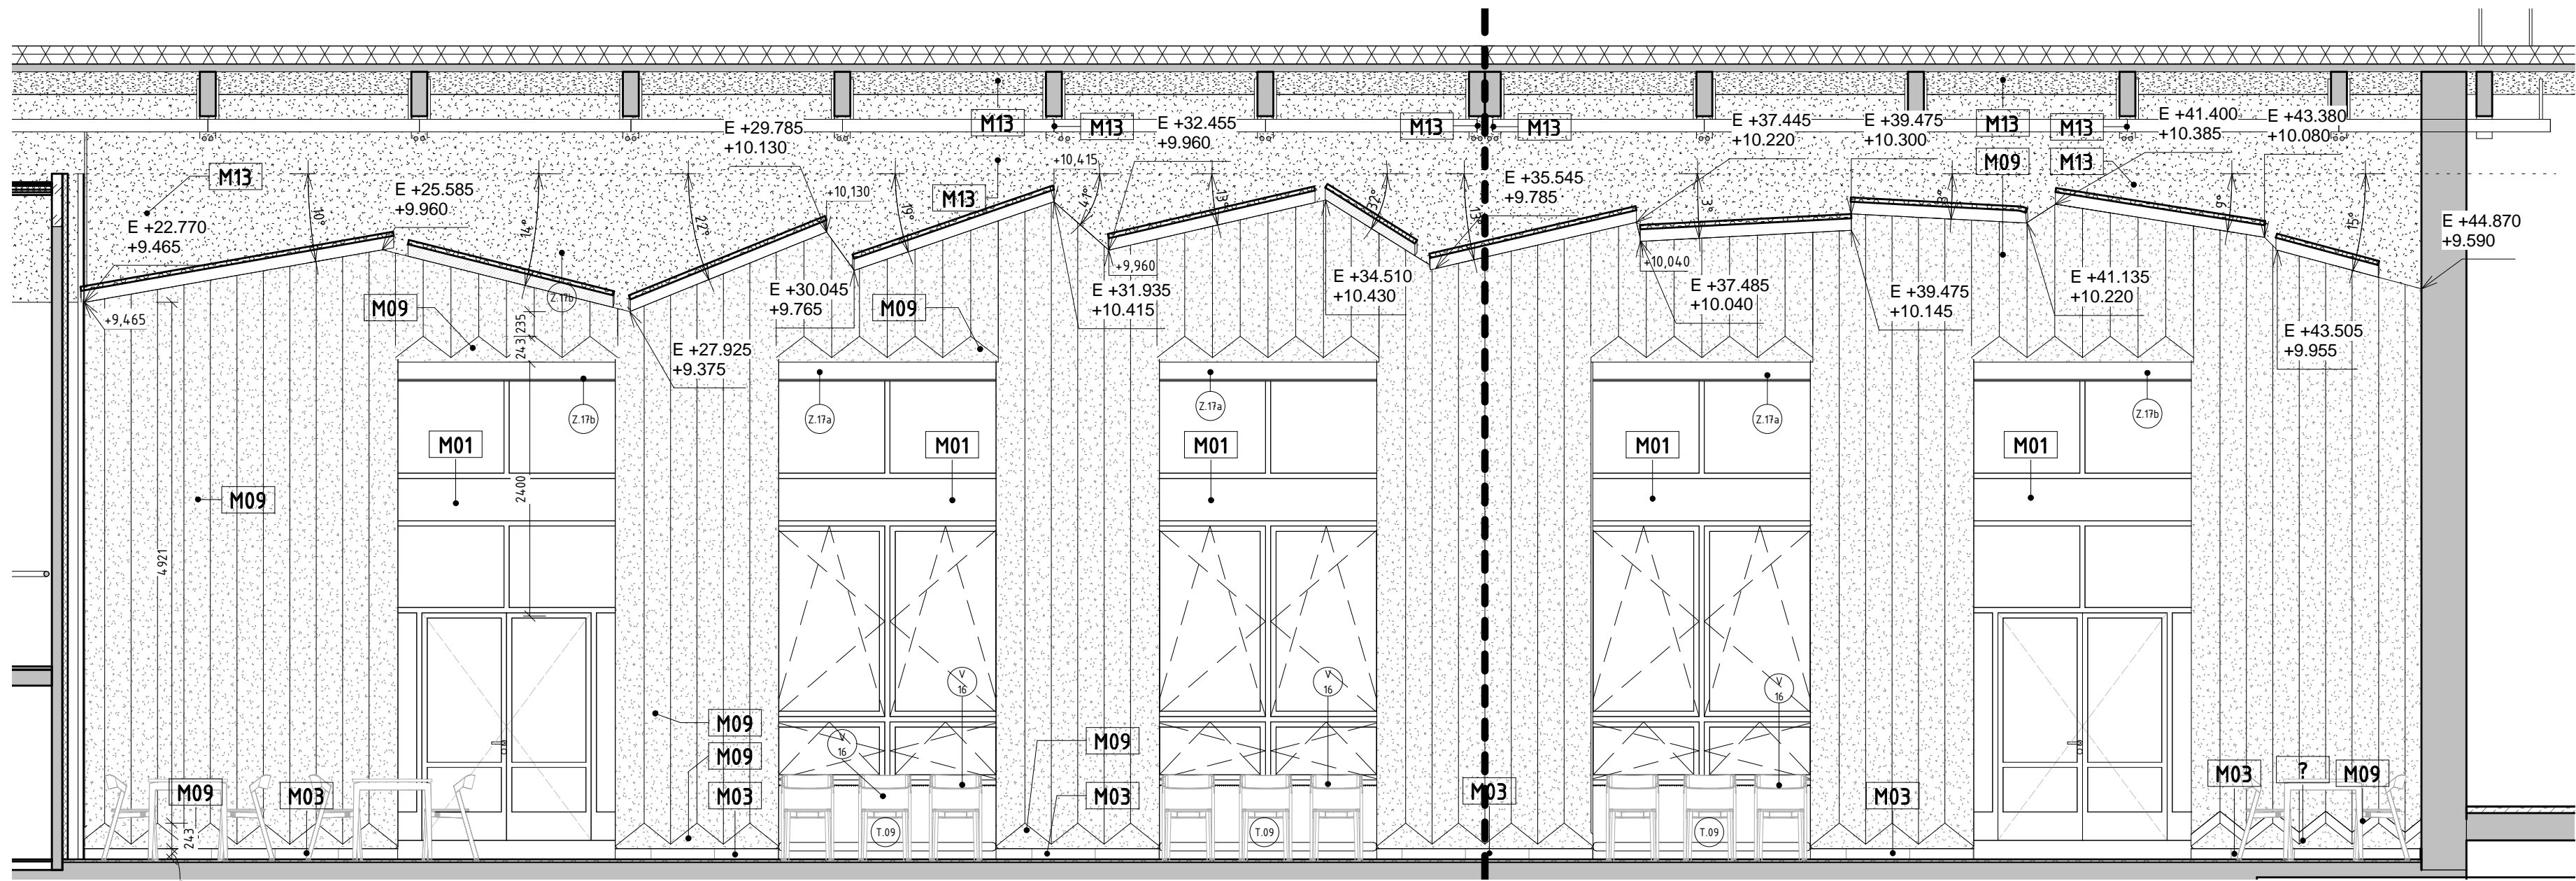 M13
M13
E +32.455
+9.960
M13
M13
E +37.445
+10.220
E +39.475
+10.300
M13
M13
E +41.400
+10.385
E +43.380
+10.080
E +29.785
+10.130
M13
E +25.585
+9.960
+10,130
M13
+10,415
M09
M13
E +35.545
+9.785
E +22.770
+9.465
10°
14°
22°
19°
41°
13°
32°
13°
3°
3°
9°
15°
E +44.870
+9.590
+9,465
M09
Z.17b
243
235
E +27.925
+9.375
E +30.045
+9.765
M09
+9,960
E +31.935
+10.415
E +34.510
+10.430
+10,040
E +37.485
+10.040
E +39.475
+10.145
E +41.135
+10.220
E +43.505
+9.955
Z.17b
Z.17a
Z.17a
Z.17a
Z.17b
M01
M01
M01
M01
M01
M09
2400
4921
V
16
V
16
V
16
V
16
M09
M09
M03
M09
M03
M09
M03
243
T.09
T.09
M03
T.09
M03
M03
?
M09